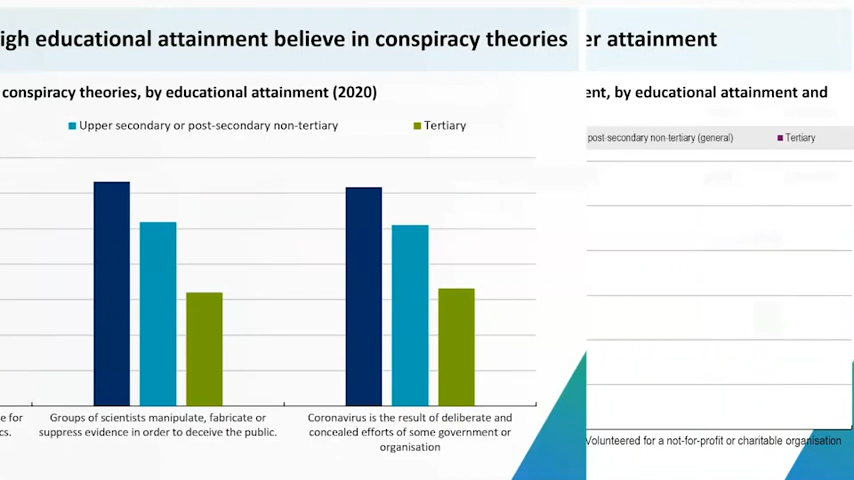 igh educational attainment believe in conspiracy theories
conspiracy theories, by educational attainment (2020)
Upper secondary or post-secondary non-tertiary
Tertiary
e for
cs.
Groups of scientists manipulate, fabricate or
suppress evidence in order to deceive the public.
Coronavirus is the result of deliberate and
concealed efforts of some government or
organisation
er attainment
ent, by educational attainment and
post-secondary non-tertiary (general)
Tertiary
Volunteered for a not-for-profit or charitable organisation